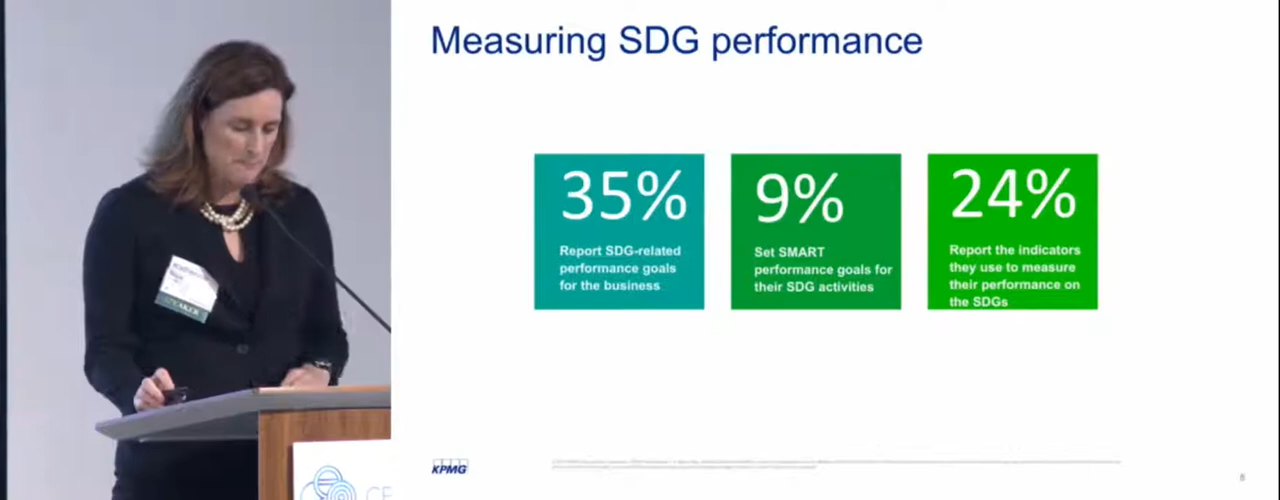 Measuring SDG performance
35%
Report SDG-related
performance goals
for the business
9%
Set SMART
performance goals for
their SDG activities
24%
Report the indicators
they use to measure
their performance on
the SDGs
SPEAKER
KPMG
8